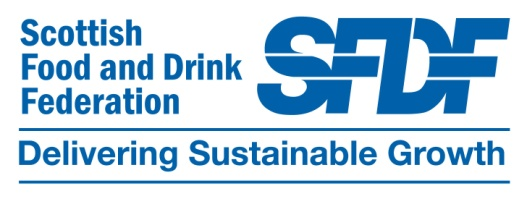 Scottish
Food and Drink
Federation
SFDF
Delivering Sustainable Growth